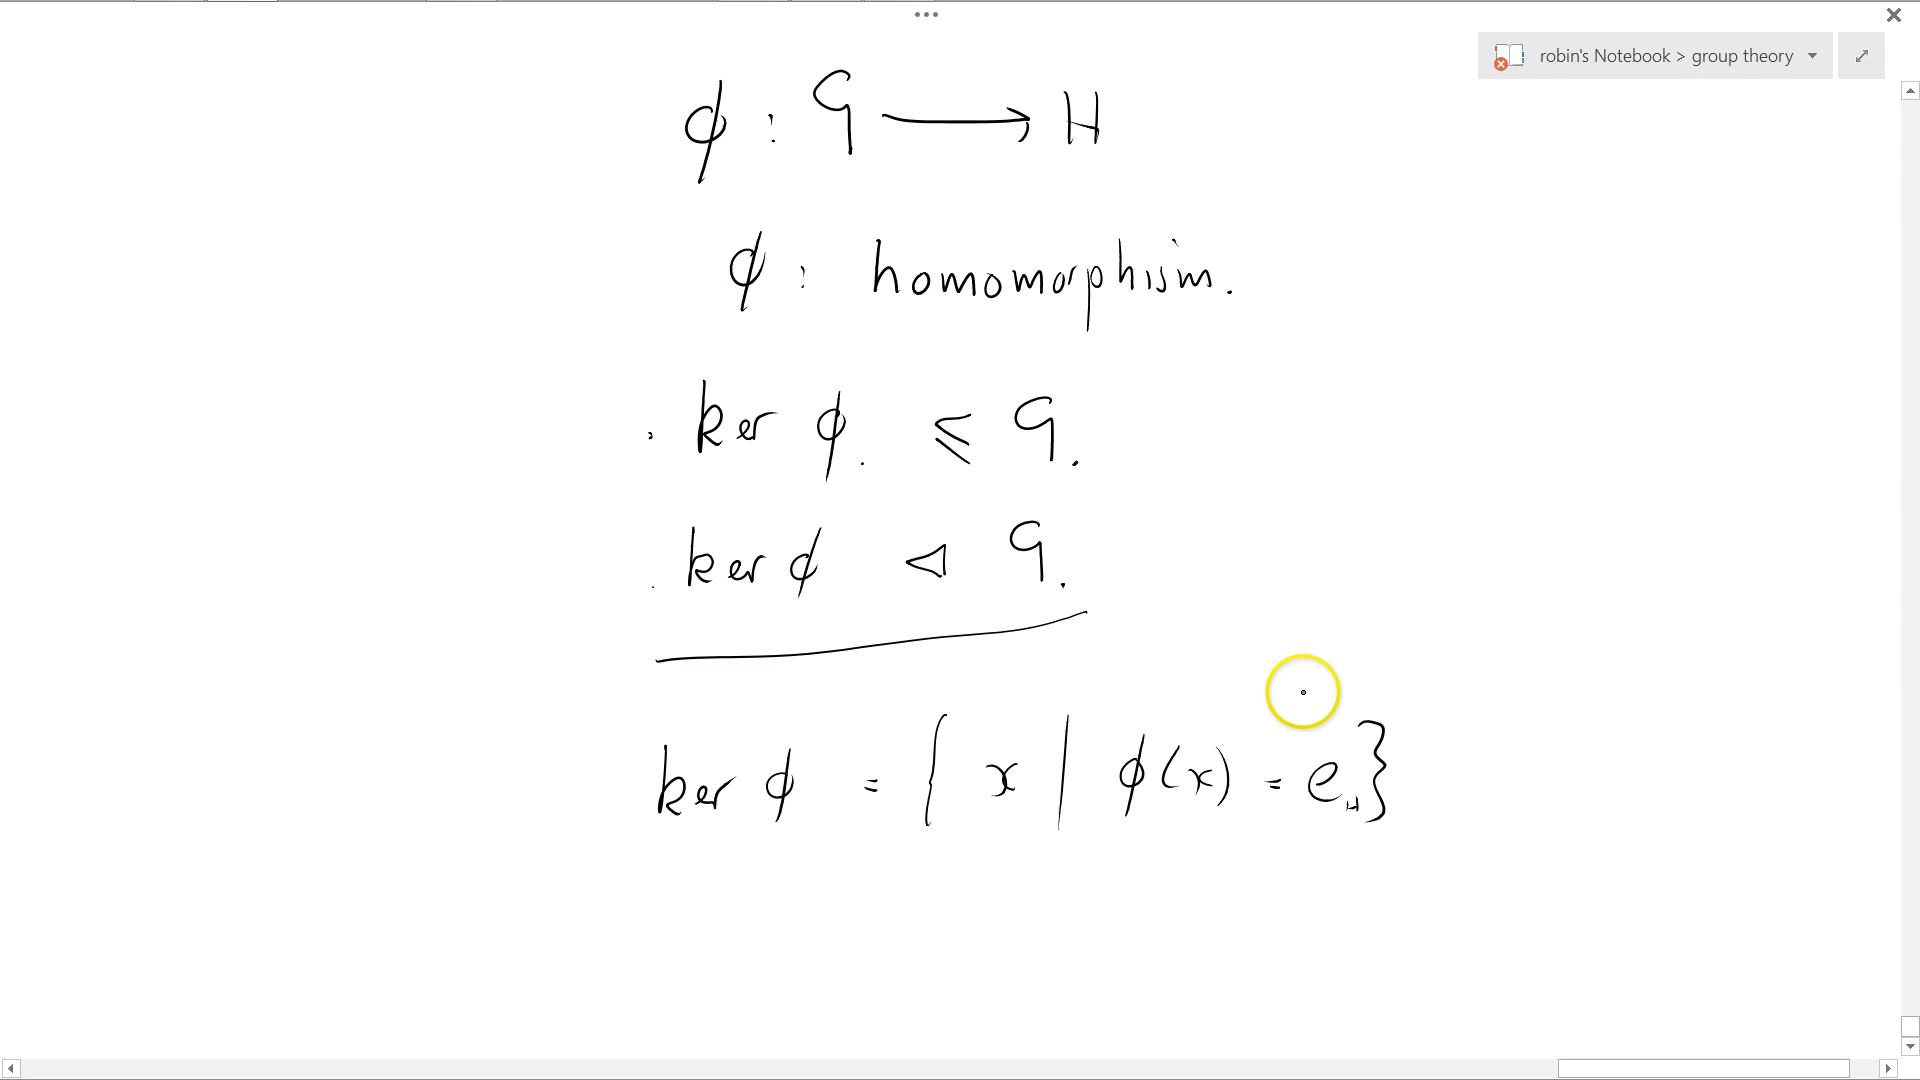 robin's Notebook > group theory
ϕ : G ⟶ H
ϕ : homomorphism.
. ker ϕ. ⩽ G.
. ker ϕ ⊲ G.
ker ϕ = { x | ϕ(x) = e_H }